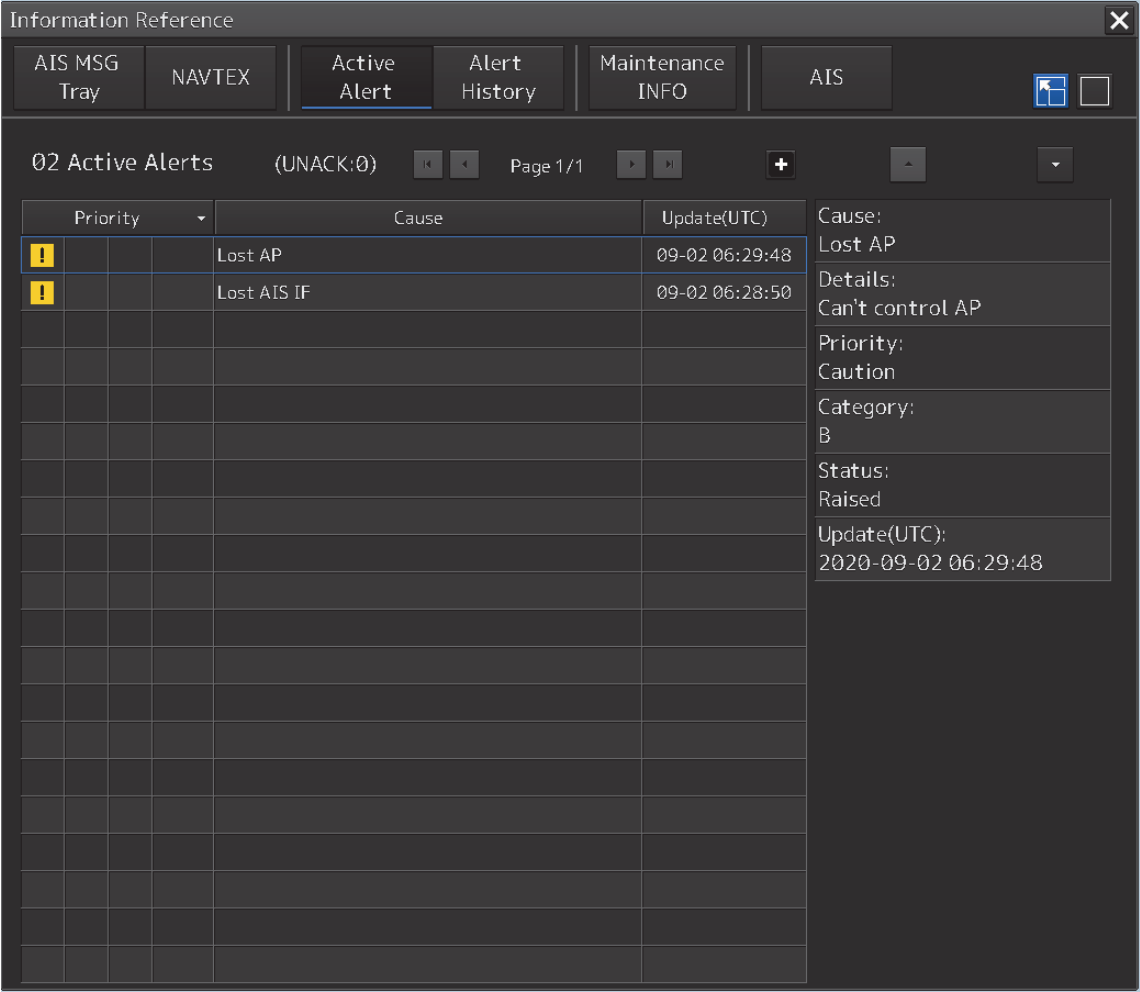 Information Reference
AIS MSG
Tray
NAVTEX
Active
Alert
Alert
History
Maintenance
INFO
AIS
02 Active Alerts (UNACK:0) Page 1/1
Priority Cause Update(UTC)
! Lost AP 09-02 06:29:48
! Lost AIS IF 09-02 06:28:50
Cause:
Lost AP
Details:
Can't control AP
Priority:
Caution
Category:
B
Status:
Raised
Update(UTC):
2020-09-02 06:29:48